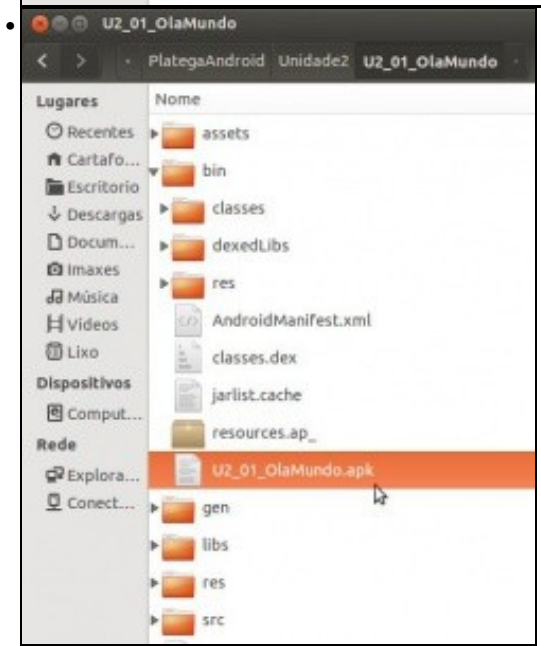 U2_01_OlaMundo
PlategaAndroid Unidade2 U2_01_OlaMundo
Lugares
Recentes
Cartafo...
Escritorio
Descargas
Docum...
Imaxes
Música
Vídeos
Lixo
Dispositivos
Comput...
Rede
Explora...
Conect...
Nome
assets
bin
classes
dexedLibs
res
AndroidManifest.xml
classes.dex
jarlist.cache
resources.ap_
U2_01_OlaMundo.apk
gen
libs
res
src